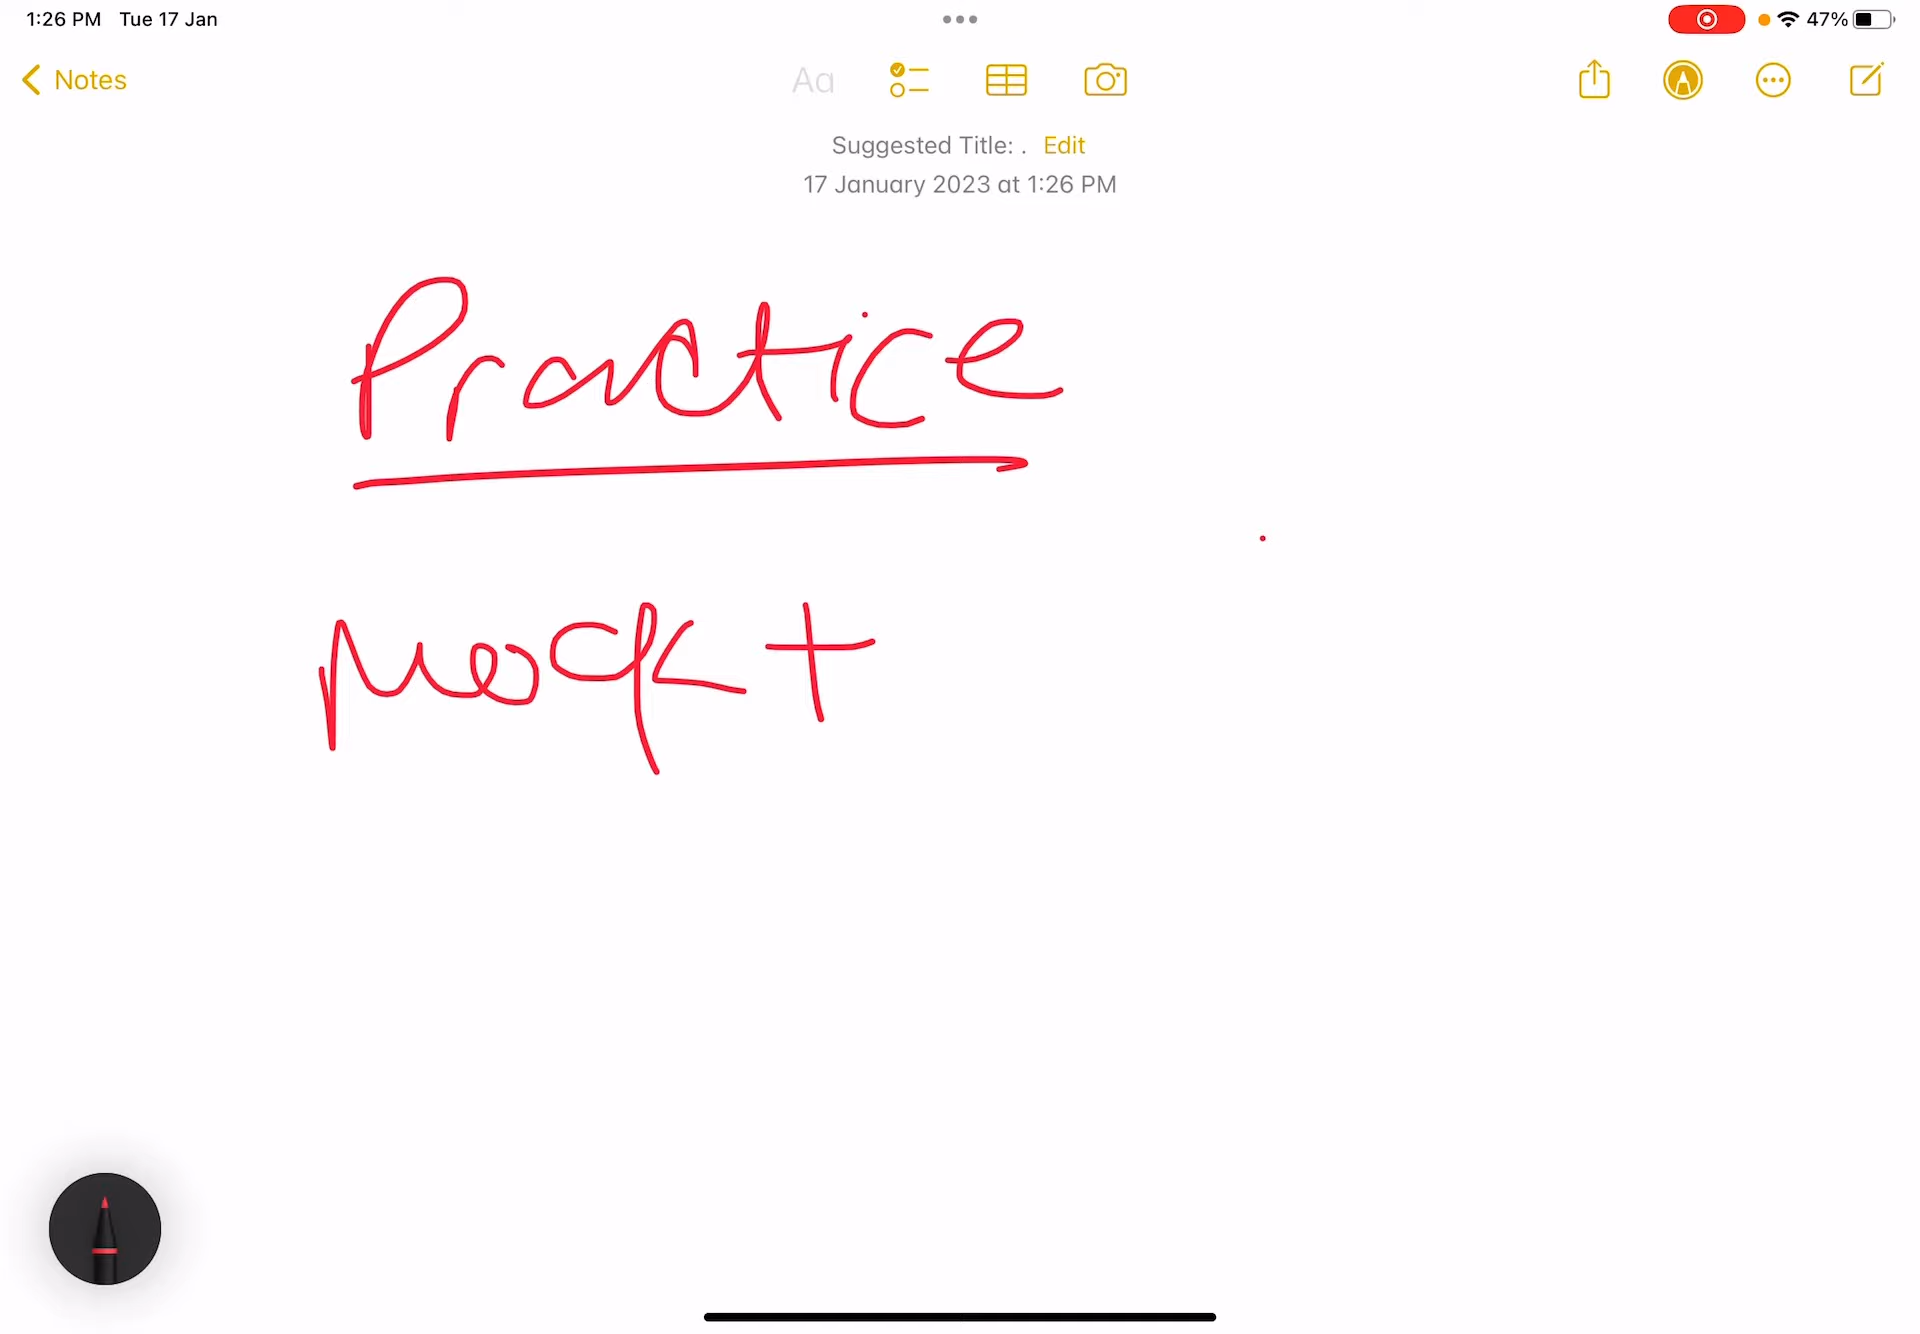 1:26 PM Tue 17 Jan 47%
Notes Aa
Suggested Title: . Edit
17 January 2023 at 1:26 PM
Practice
Mock +